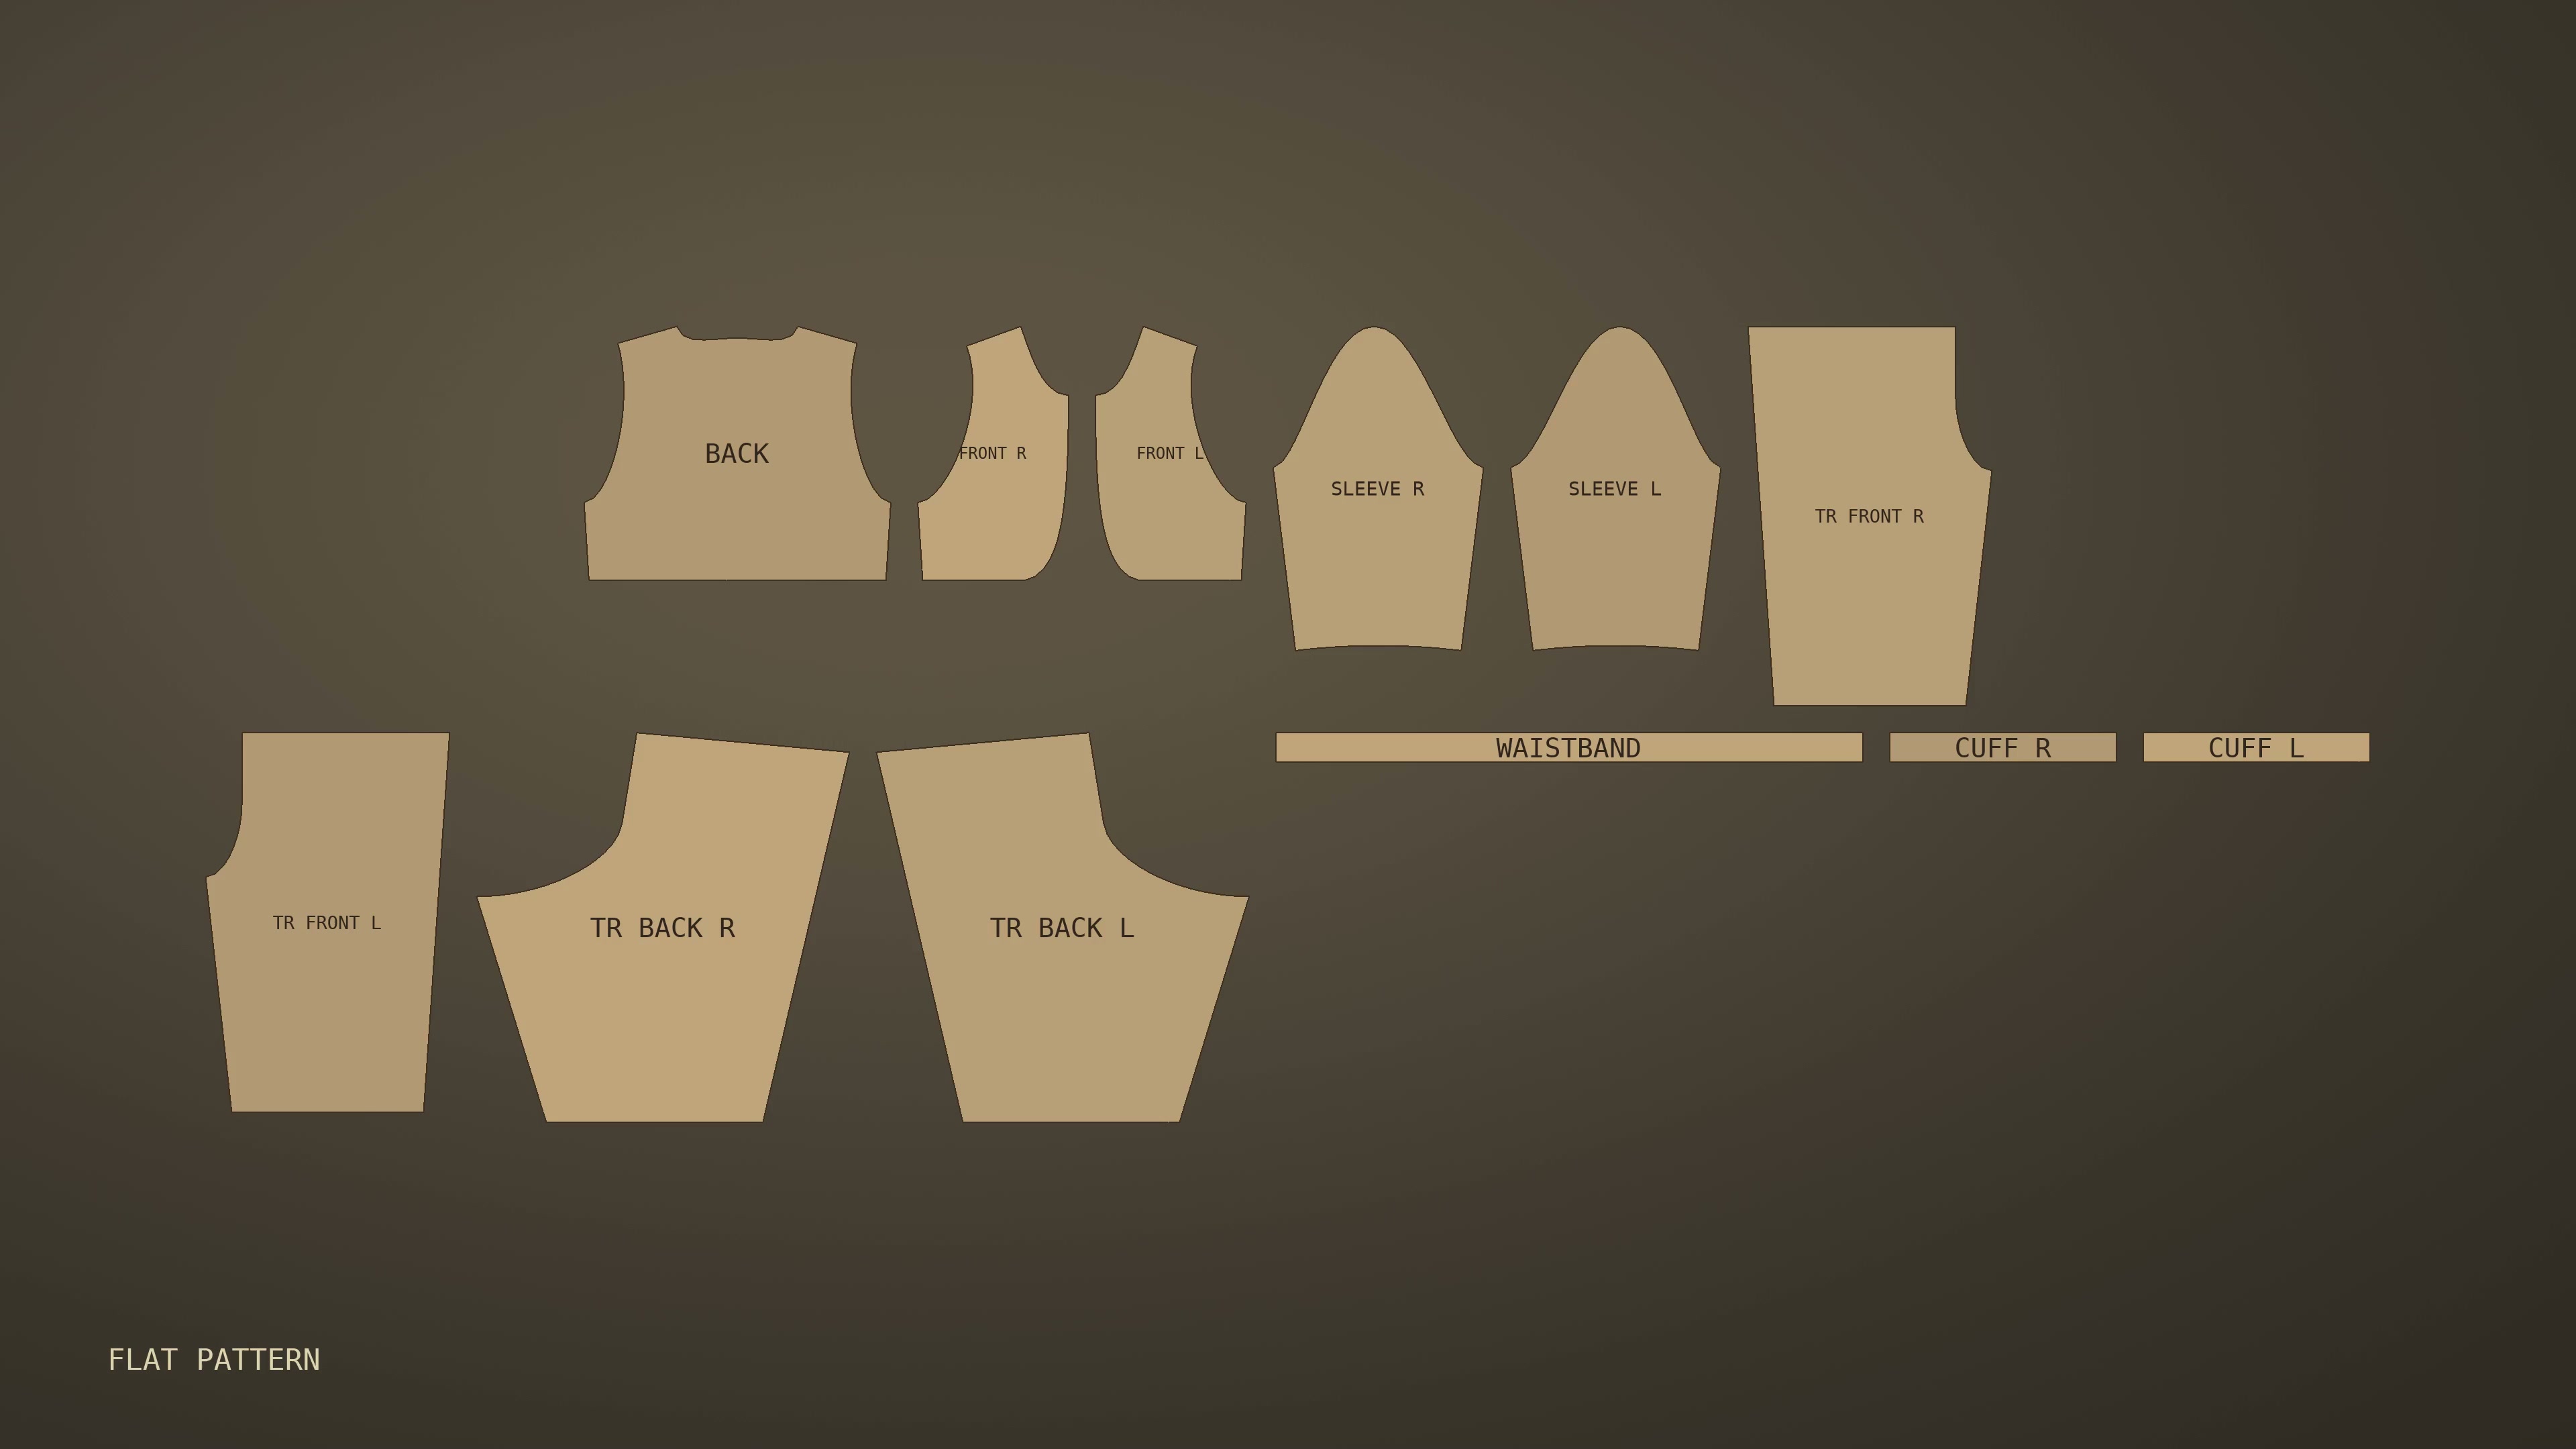 BACK
FRONT R
FRONT L
SLEEVE R
SLEEVE L
TR FRONT R
WAISTBAND
CUFF R
CUFF L
TR FRONT L
TR BACK R
TR BACK L
FLAT PATTERN